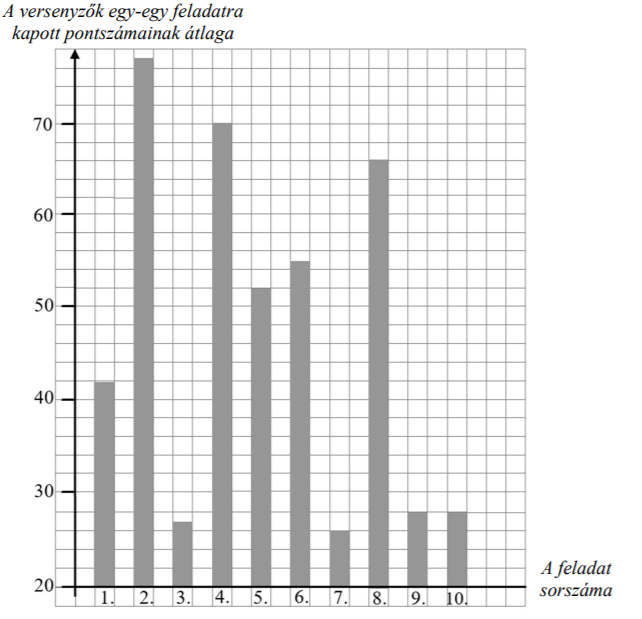 A versenyzők egy-egy feladatra
kapott pontszámainak átlaga
70
60
50
40
30
20
1. 2. 3. 4. 5. 6. 7. 8. 9. 10.
A feladat
sorszáma